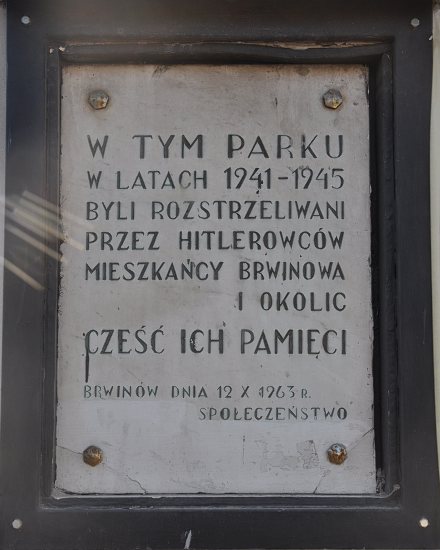 W TYM PARKU
W LATACH 1941-1945
BYLI ROZSTRZELIWANI
PRZEZ HITLEROWCÓW
MIESZKAŃCY BRWINOWA
I OKOLIC
CZEŚĆ ICH PAMIĘCI
BRWINÓW DNIA 12 X 1963 R.
SPOŁECZEŃSTWO